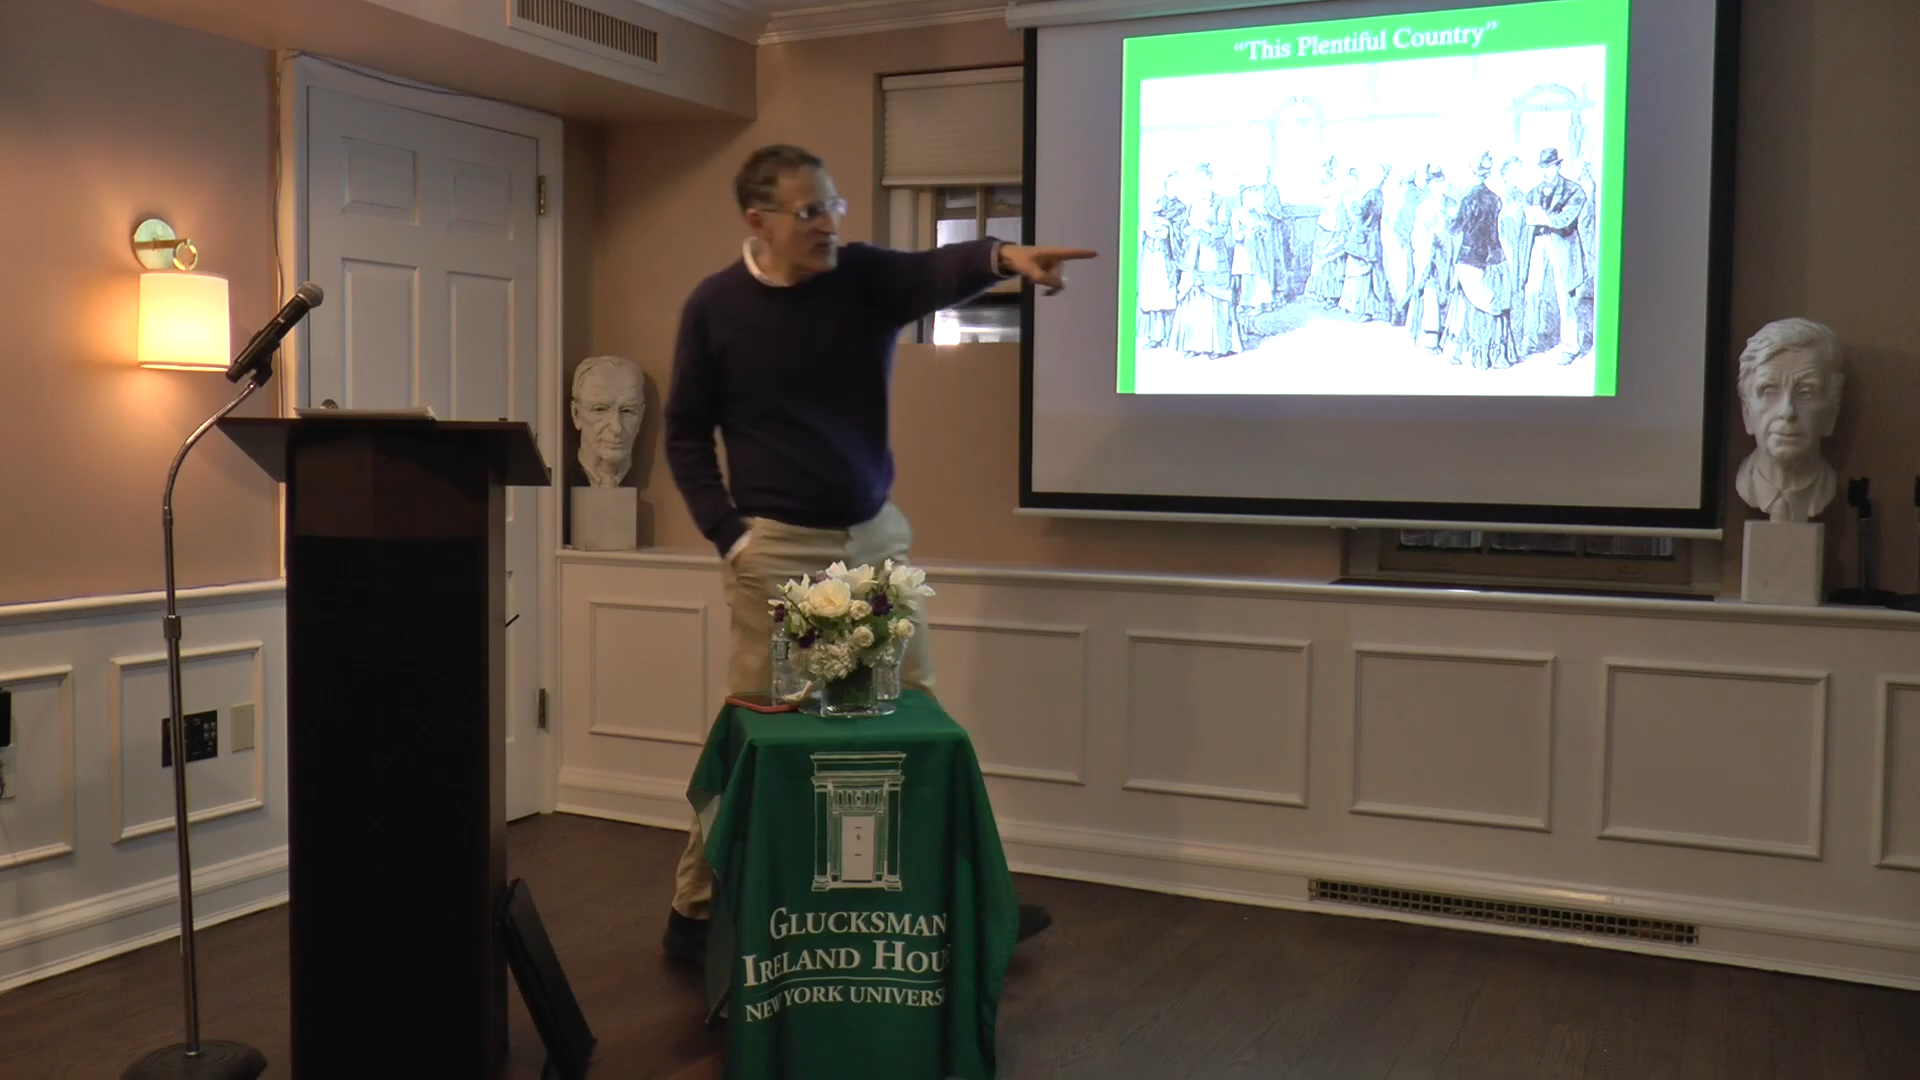 “This Plentiful Country”
GLUCKSMAN
IRELAND HOU
NEW YORK UNIVERS